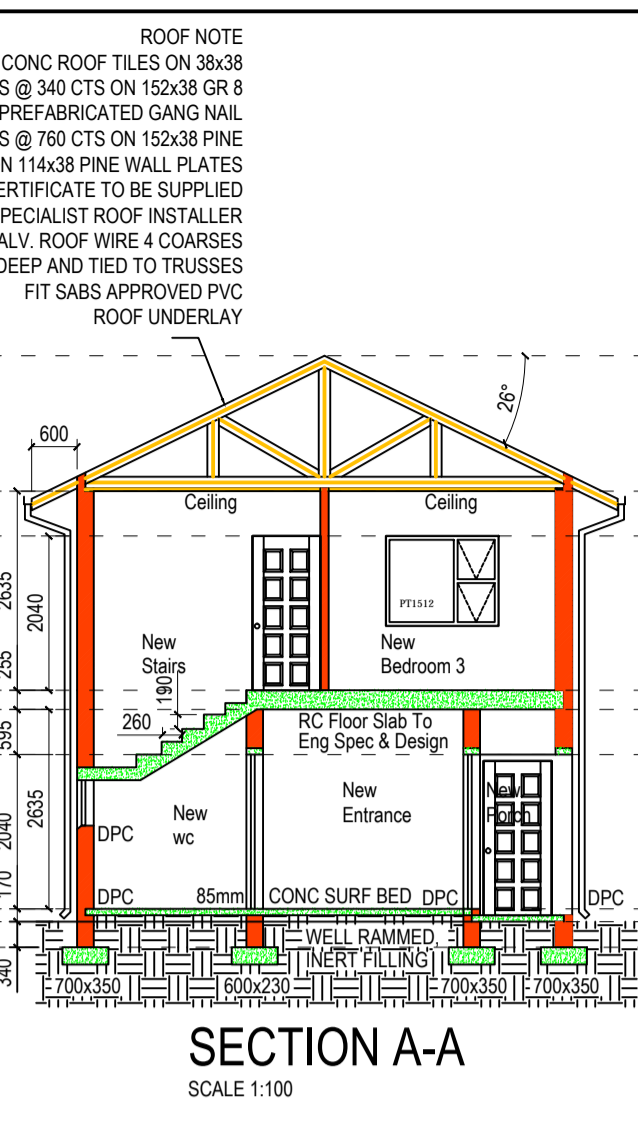 ROOF NOTE
CONC ROOF TILES ON 38x38
S @ 340 CTS ON 152x38 GR 8
PREFABRICATED GANG NAIL
S @ 760 CTS ON 152x38 PINE
N 114x38 PINE WALL PLATES
ERTIFICATE TO BE SUPPLIED
PECIALIST ROOF INSTALLER
ALV. ROOF WIRE 4 COARSES
DEEP AND TIED TO TRUSSES
FIT SABS APPROVED PVC
ROOF UNDERLAY
26°
600
Ceiling
Ceiling
2635
2040
PT1512
New
Stairs
New
Bedroom 3
255
190
260
RC Floor Slab To
Eng Spec & Design
595
2635
2040
New
wc
New
Entrance
New
Porch
DPC
170
DPC
85mm
CONC SURF BED
DPC
DPC
WELL RAMMED,
INERT FILLING
340
700x350
600x230
700x350
700x350
SECTION A-A
SCALE 1:100